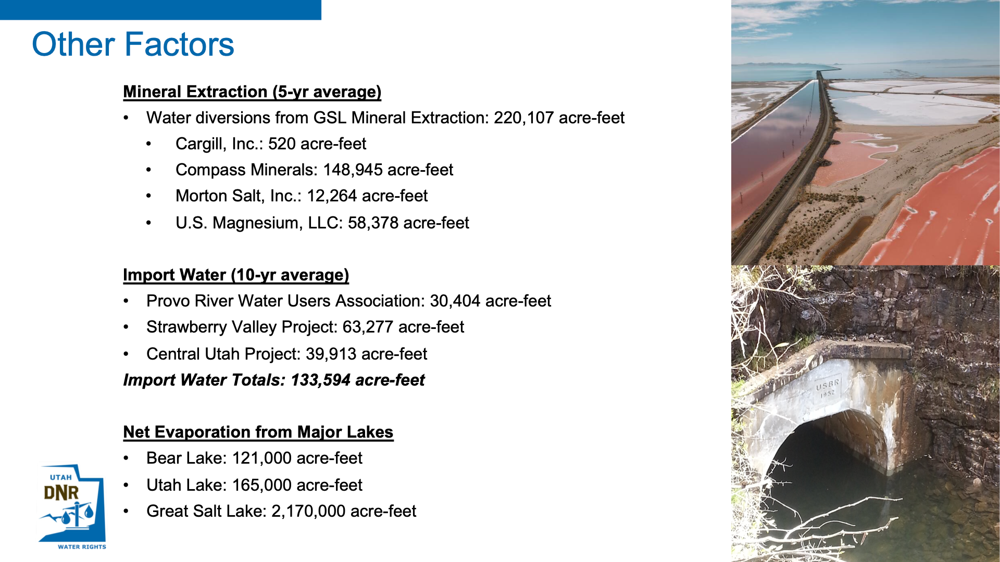 Other Factors
Mineral Extraction (5-yr average)
• Water diversions from GSL Mineral Extraction: 220,107 acre-feet
• Cargill, Inc.: 520 acre-feet
• Compass Minerals: 148,945 acre-feet
• Morton Salt, Inc.: 12,264 acre-feet
• U.S. Magnesium, LLC: 58,378 acre-feet
Import Water (10-yr average)
• Provo River Water Users Association: 30,404 acre-feet
• Strawberry Valley Project: 63,277 acre-feet
• Central Utah Project: 39,913 acre-feet
Import Water Totals: 133,594 acre-feet
Net Evaporation from Major Lakes
• Bear Lake: 121,000 acre-feet
• Utah Lake: 165,000 acre-feet
• Great Salt Lake: 2,170,000 acre-feet
UTAH
DNR
WATER RIGHTS
USBR
1952